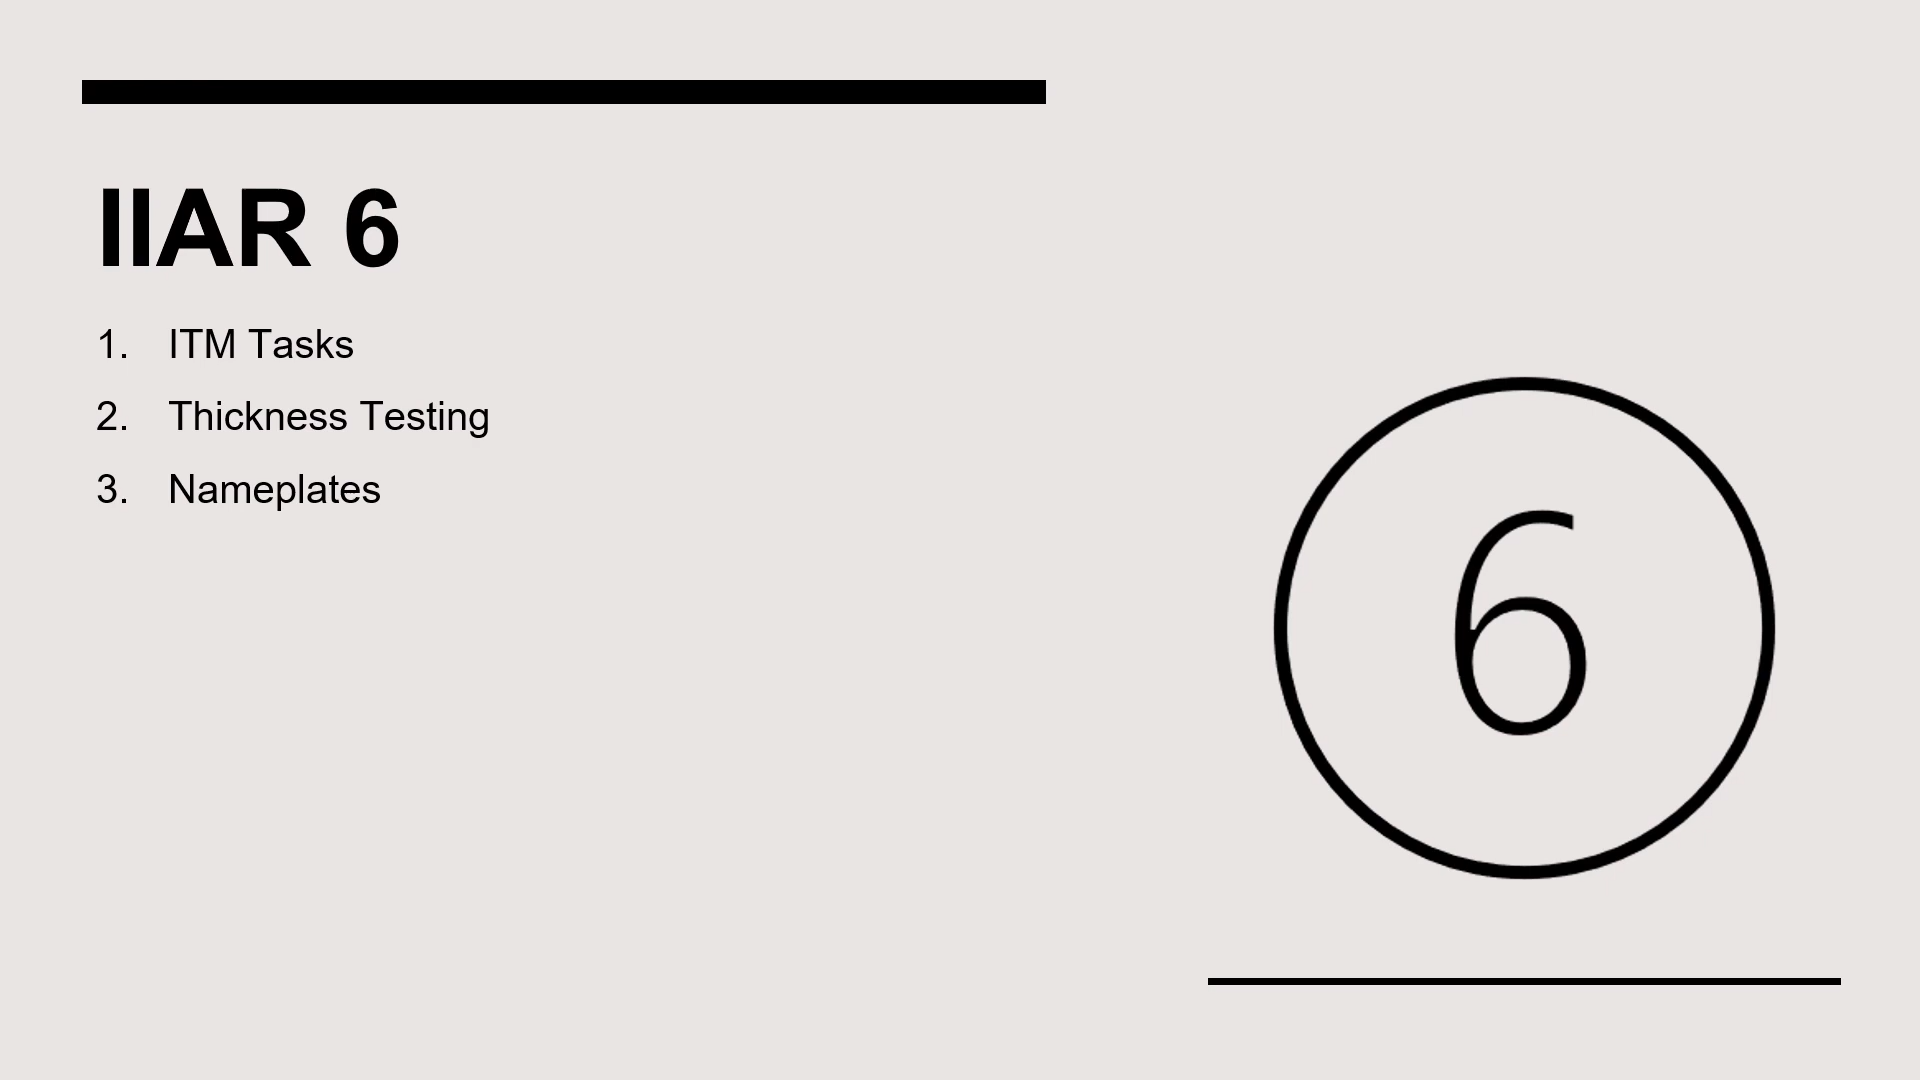 IIAR 6
1. ITM Tasks
2. Thickness Testing
3. Nameplates
6